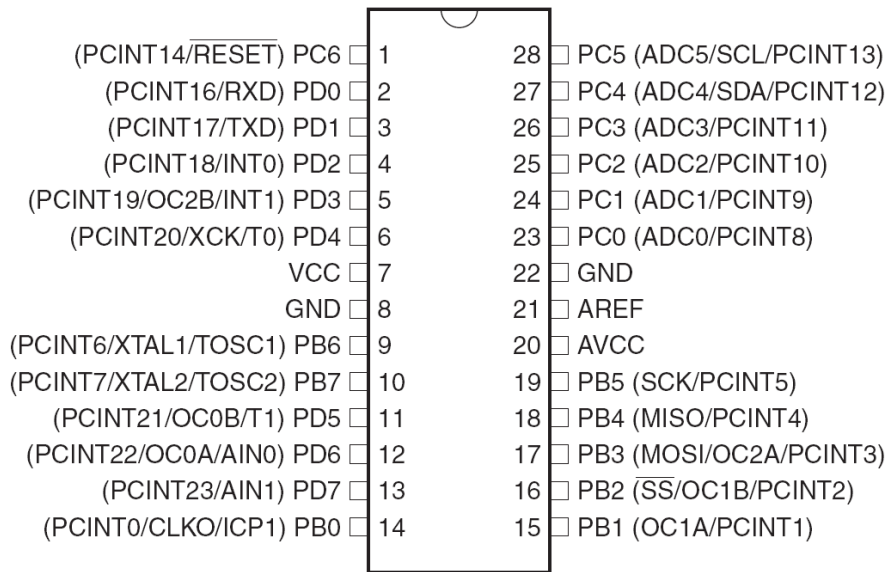 (PCINT14/RESET) PC6 1 28 PC5 (ADC5/SCL/PCINT13)
(PCINT16/RXD) PD0 2 27 PC4 (ADC4/SDA/PCINT12)
(PCINT17/TXD) PD1 3 26 PC3 (ADC3/PCINT11)
(PCINT18/INT0) PD2 4 25 PC2 (ADC2/PCINT10)
(PCINT19/OC2B/INT1) PD3 5 24 PC1 (ADC1/PCINT9)
(PCINT20/XCK/T0) PD4 6 23 PC0 (ADC0/PCINT8)
VCC 7 22 GND
GND 8 21 AREF
(PCINT6/XTAL1/TOSC1) PB6 9 20 AVCC
(PCINT7/XTAL2/TOSC2) PB7 10 19 PB5 (SCK/PCINT5)
(PCINT21/OC0B/T1) PD5 11 18 PB4 (MISO/PCINT4)
(PCINT22/OC0A/AIN0) PD6 12 17 PB3 (MOSI/OC2A/PCINT3)
(PCINT23/AIN1) PD7 13 16 PB2 (SS/OC1B/PCINT2)
(PCINT0/CLKO/ICP1) PB0 14 15 PB1 (OC1A/PCINT1)